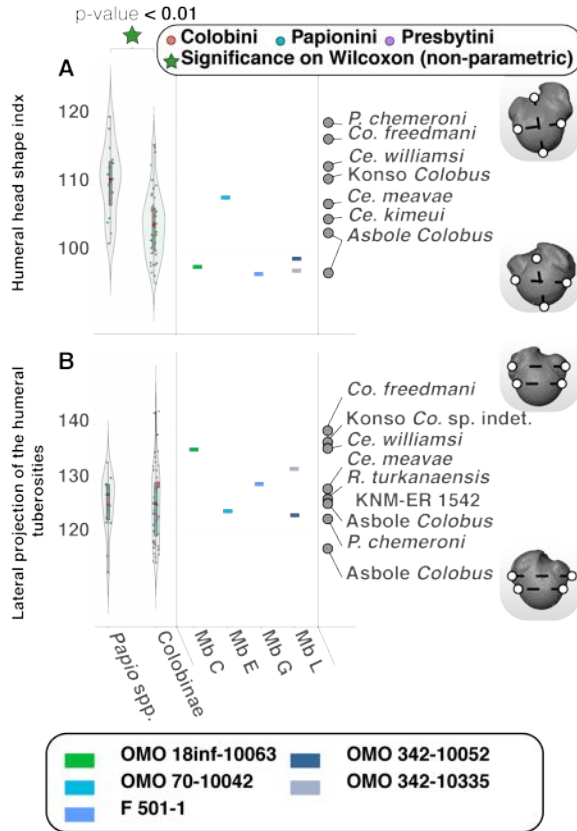 p-value < 0.01
Colobini Papionini Presbytini
Significance on Wilcoxon (non-parametric)
A
Humeral head shape indx
120
110
100
P. chemeroni
Co. freedmani
Ce. williamsi
Konso Colobus
Ce. meavae
Ce. kimeui
Asbole Colobus
B
Lateral projection of the humeral
tuberosities
140
130
120
Co. freedmani
Konso Co. sp. indet.
Ce. williamsi
Ce. meavae
R. turkanaensis
KNM-ER 1542
Asbole Colobus
P. chemeroni
Asbole Colobus
Papio spp.
Colobinae
Mb C
Mb E
Mb G
Mb L
OMO 18inf-10063
OMO 342-10052
OMO 70-10042
OMO 342-10335
F 501-1